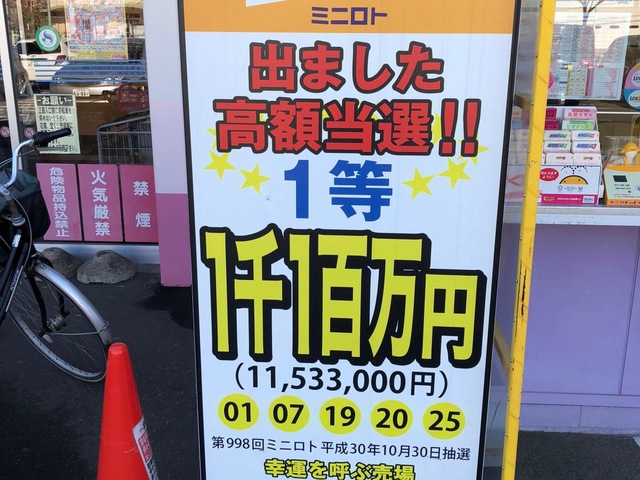 ミニロト
出ました
高額当選!!
1等
1千1百万円
(11,533,000円)
01 07 19 20 25
第998回ミニロト平成30年10月30日抽選
幸運を呼ぶ売場
お願い
禁煙
火気厳禁
危険物品持込禁止